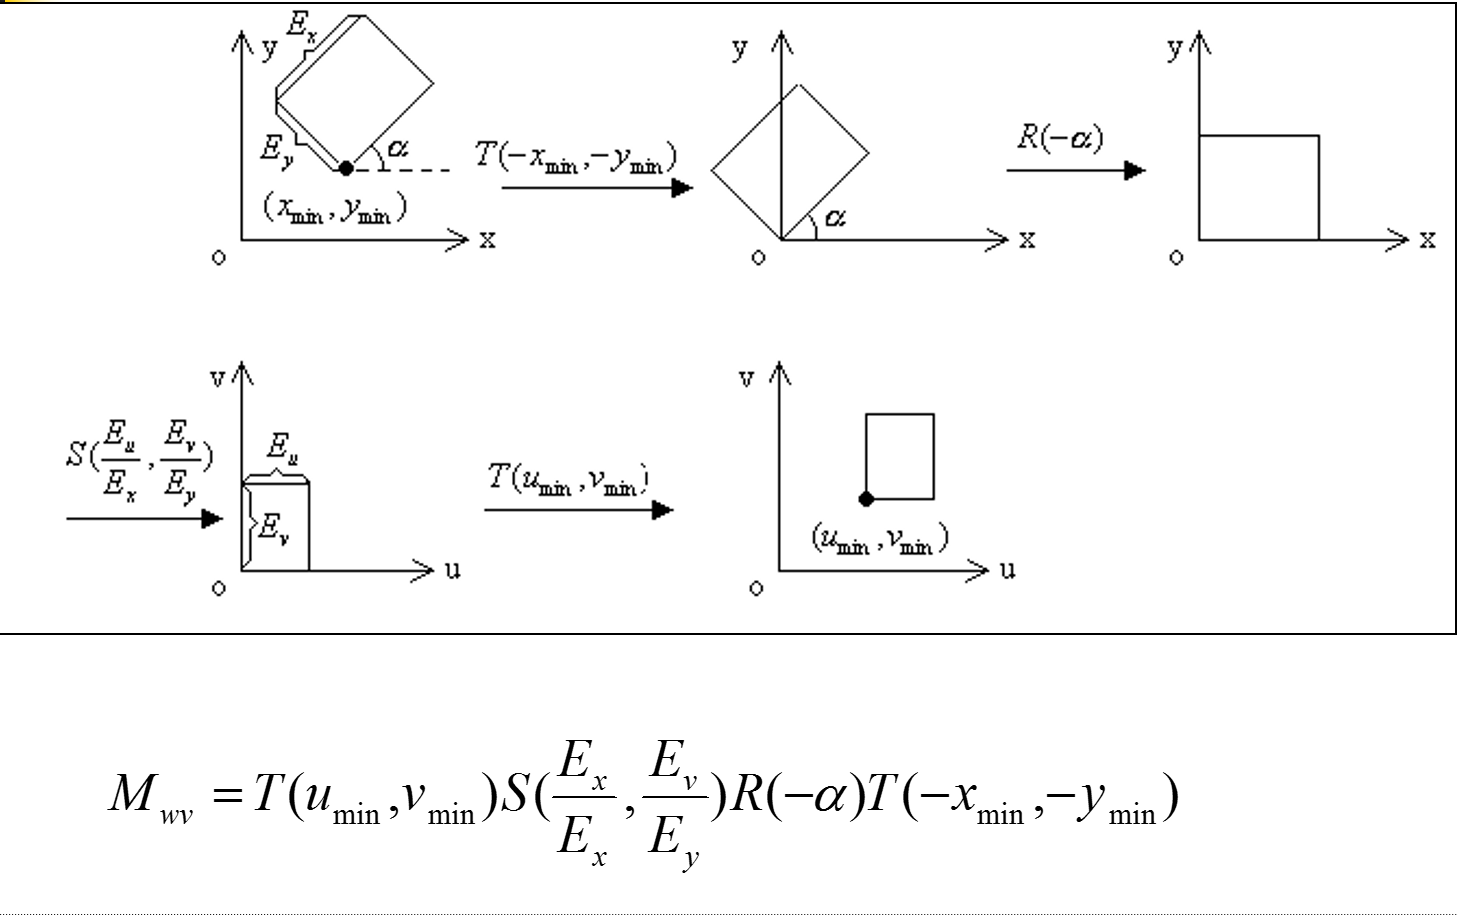 E_x
y
y
y
E_y
α
T(−x_min,−y_min)
R(−α)
(x_min,y_min)
α
x
x
x
o
o
o
v
v
S(E_u/E_x,E_v/E_y)
E_u
T(u_min,v_min)
E_v
(u_min,v_min)
u
u
o
o
M_wv=T(u_min,v_min)S(E_x/E_x,E_v/E_y)R(−α)T(−x_min,−y_min)